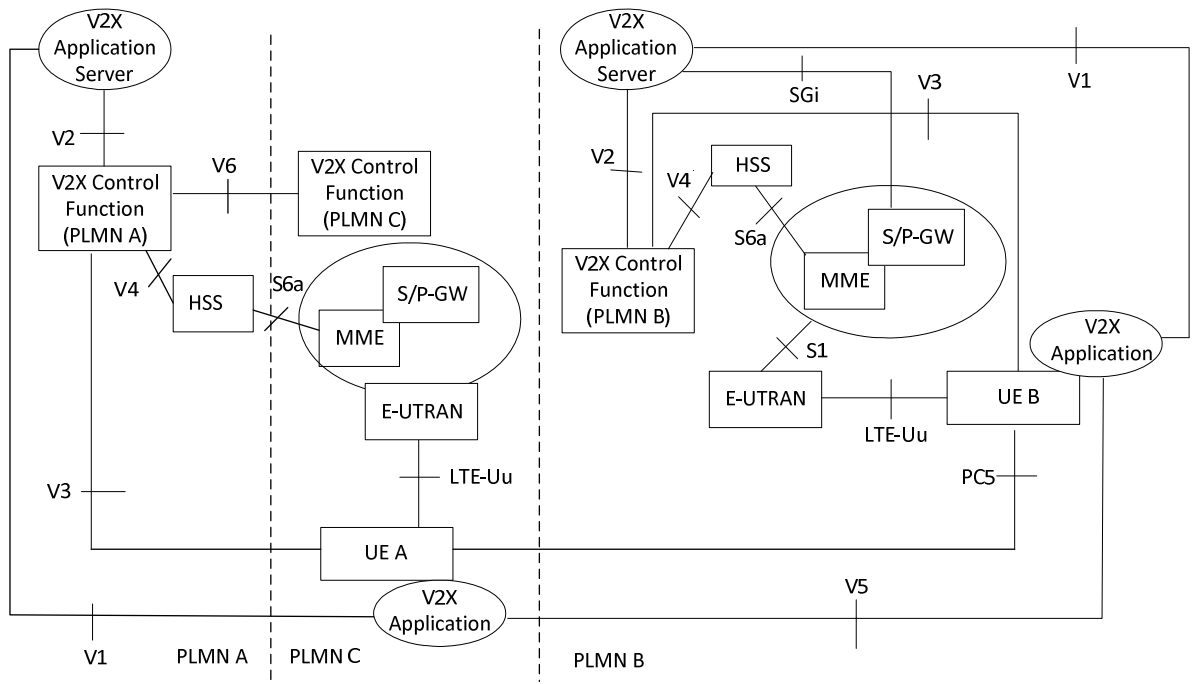 V2X
Application
Server
V2
V2X Control
Function
(PLMN A)
V6
V2X Control
Function
(PLMN C)
V4
HSS
S6a
S/P-GW
MME
E-UTRAN
LTE-Uu
V3
UE A
V2X
Application
V1
PLMN A
PLMN C
V2X
Application
Server
SGi
V3
V1
V2
V4
HSS
S6a
S/P-GW
MME
V2X Control
Function
(PLMN B)
S1
V2X
Application
E-UTRAN
LTE-Uu
UE B
PC5
V5
PLMN B